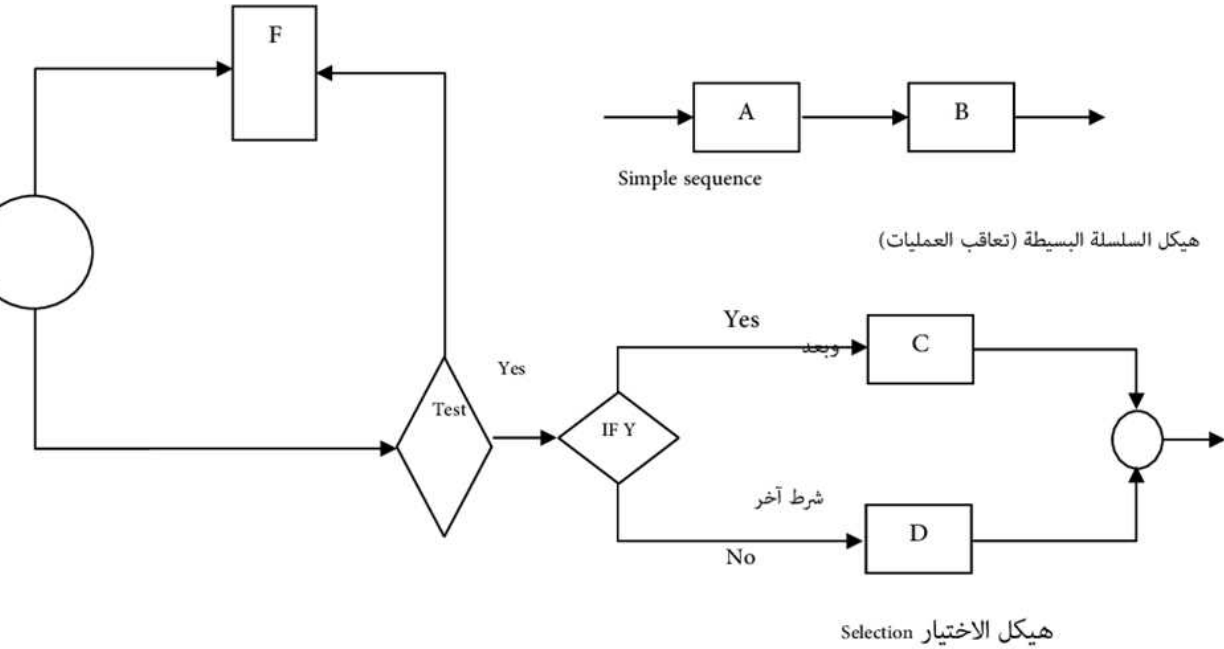 F
A
B
Simple sequence
هيكل السلسلة البسيطة (تعاقب العمليات)
Yes
وبعد
C
Yes
Test
IF Y
شرط آخر
D
No
هيكل الاختيار Selection